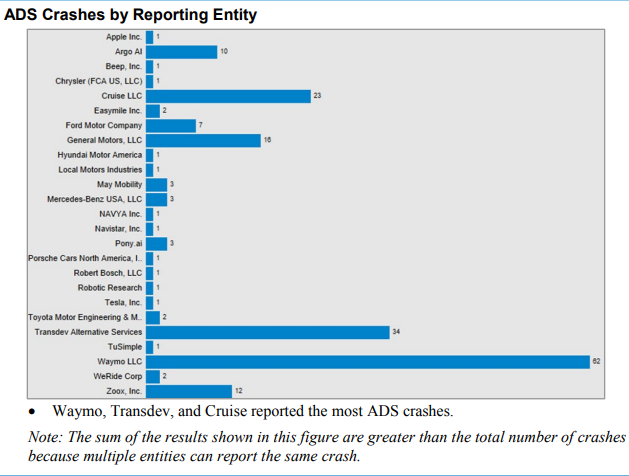 ADS Crashes by Reporting Entity
Apple Inc. 1
Argo AI 10
Beep, Inc. 1
Chrysler (FCA US, LLC) 1
Cruise LLC 23
Easymile Inc. 2
Ford Motor Company 7
General Motors, LLC 16
Hyundai Motor America 1
Local Motors Industries 1
May Mobility 3
Mercedes-Benz USA, LLC 3
NAVYA Inc. 1
Navistar, Inc. 1
Pony.ai 3
Porsche Cars North America, I.. 1
Robert Bosch, LLC 1
Robotic Research 1
Tesla, Inc. 1
Toyota Motor Engineering & M.. 2
Transdev Alternative Services 34
TuSimple 1
Waymo LLC 62
WeRide Corp 2
Zoox, Inc. 12
• Waymo, Transdev, and Cruise reported the most ADS crashes.
Note: The sum of the results shown in this figure are greater than the total number of crashes
because multiple entities can report the same crash.